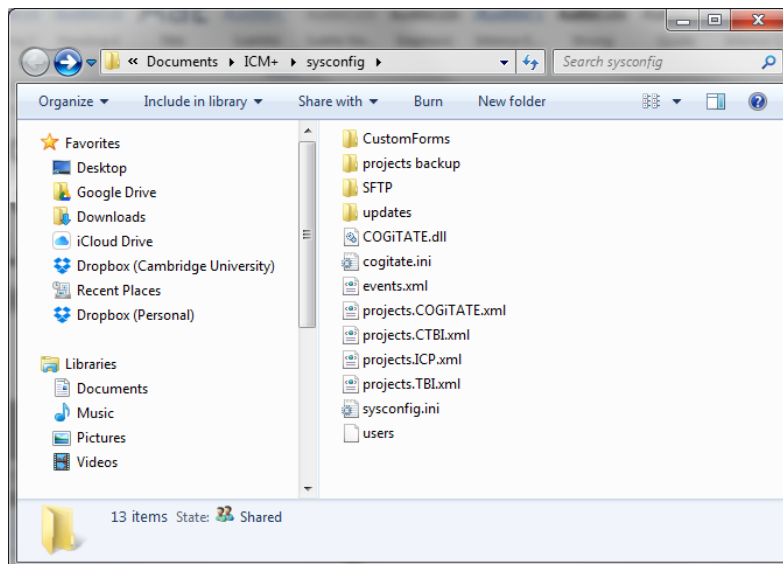 « Documents ▸ ICM+ ▸ sysconfig ▸
Search sysconfig
Organize Include in library Share with Burn New folder
Favorites
Desktop
Google Drive
Downloads
iCloud Drive
Dropbox (Cambridge University)
Recent Places
Dropbox (Personal)
Libraries
Documents
Music
Pictures
Videos
CustomForms
projects backup
SFTP
updates
COGiTATE.dll
cogitate.ini
events.xml
projects.COGiTATE.xml
projects.CTBI.xml
projects.ICP.xml
projects.TBI.xml
sysconfig.ini
users
13 items State: Shared